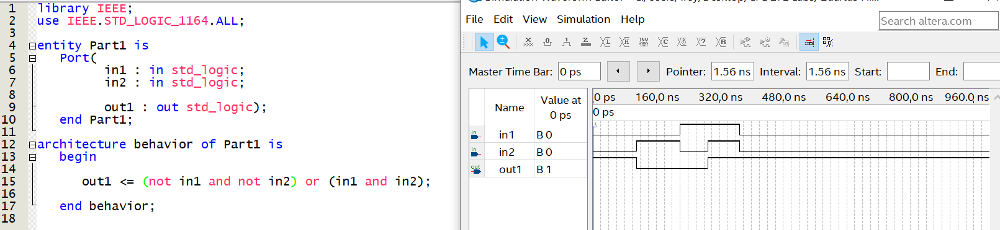 1 library IEEE;
2 use IEEE.STD_LOGIC_1164.ALL;
3
4 entity Part1 is
5 Port(
6 in1 : in std_logic;
7 in2 : in std_logic;
8
9 out1 : out std_logic);
10 end Part1;
11
12 architecture behavior of Part1 is
13 begin
14
15 out1 <= (not in1 and not in2) or (in1 and in2);
16
17 end behavior;
18
File Edit View Simulation Help
Search altera.com
Master Time Bar: 0 ps Pointer: 1.56 ns Interval: 1.56 ns Start: End:
Name Value at 0 ps
0 ps 160.0 ns 320.0 ns 480.0 ns 640.0 ns 800.0 ns 960.0 ns
0 ps
in in1 B 0
in in2 B 0
out out1 B 1